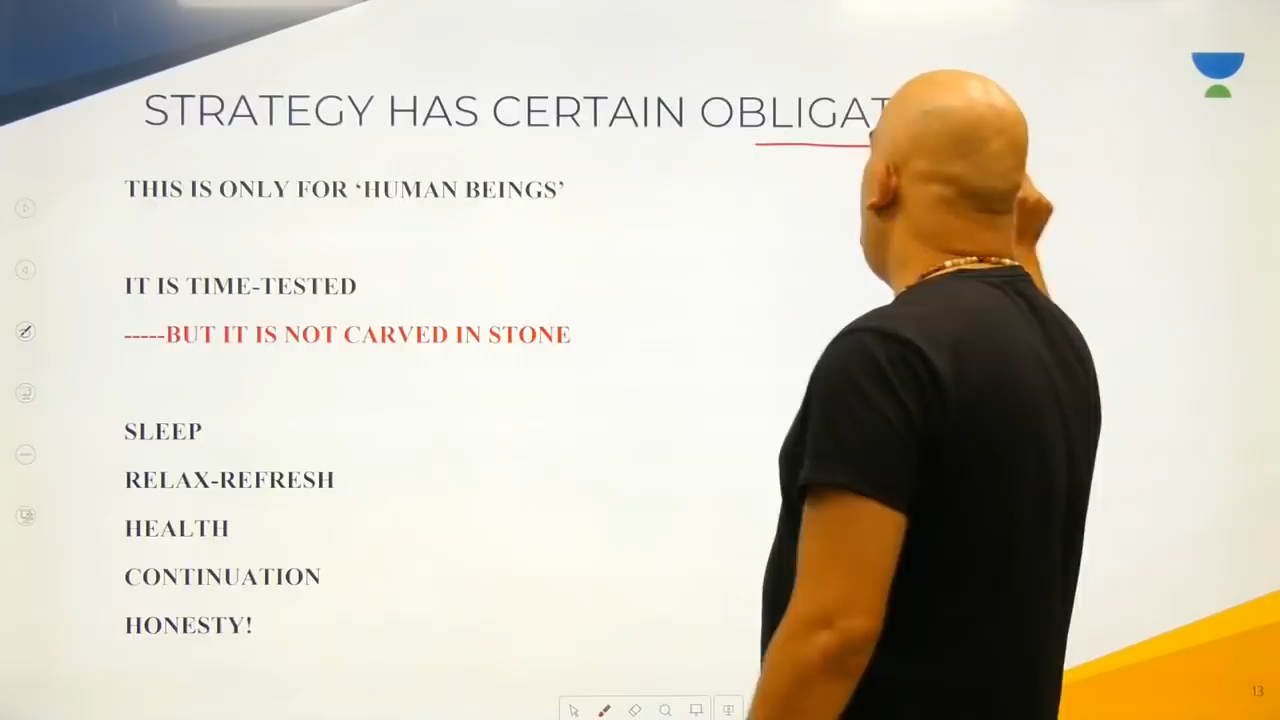 STRATEGY HAS CERTAIN
THIS IS ONLY FOR ‘HUMAN BEINGS’
IT IS TIME-TESTED
-----BUT IT IS NOT CARVED IN STONE
SLEEP
RELAX-REFRESH
HEALTH
CONTINUATION
HONESTY!
13